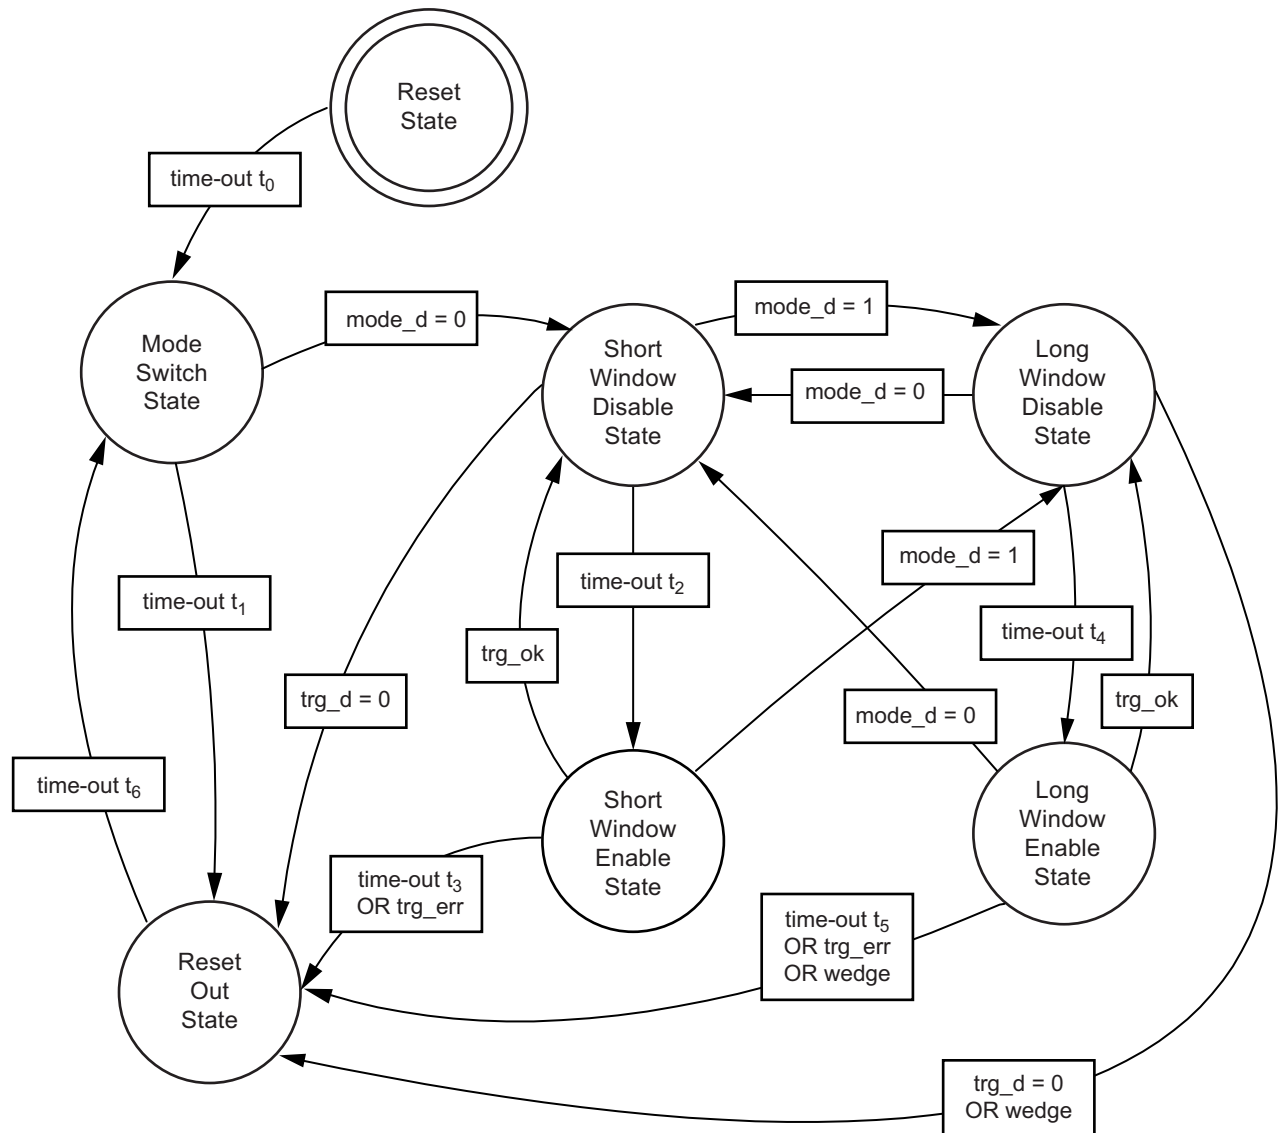 Reset
State
time-out t0
mode_d = 0
mode_d = 1
Mode
Switch
State
Short
Window
Disable
State
mode_d = 0
Long
Window
Disable
State
mode_d = 1
time-out t2
time-out t1
time-out t4
trg_ok
trg_d = 0
trg_ok
mode_d = 0
time-out t6
Short
Window
Enable
State
Long
Window
Enable
State
time-out t3
OR trg_err
time-out t5
OR trg_err
OR wedge
Reset
Out
State
trg_d = 0
OR wedge